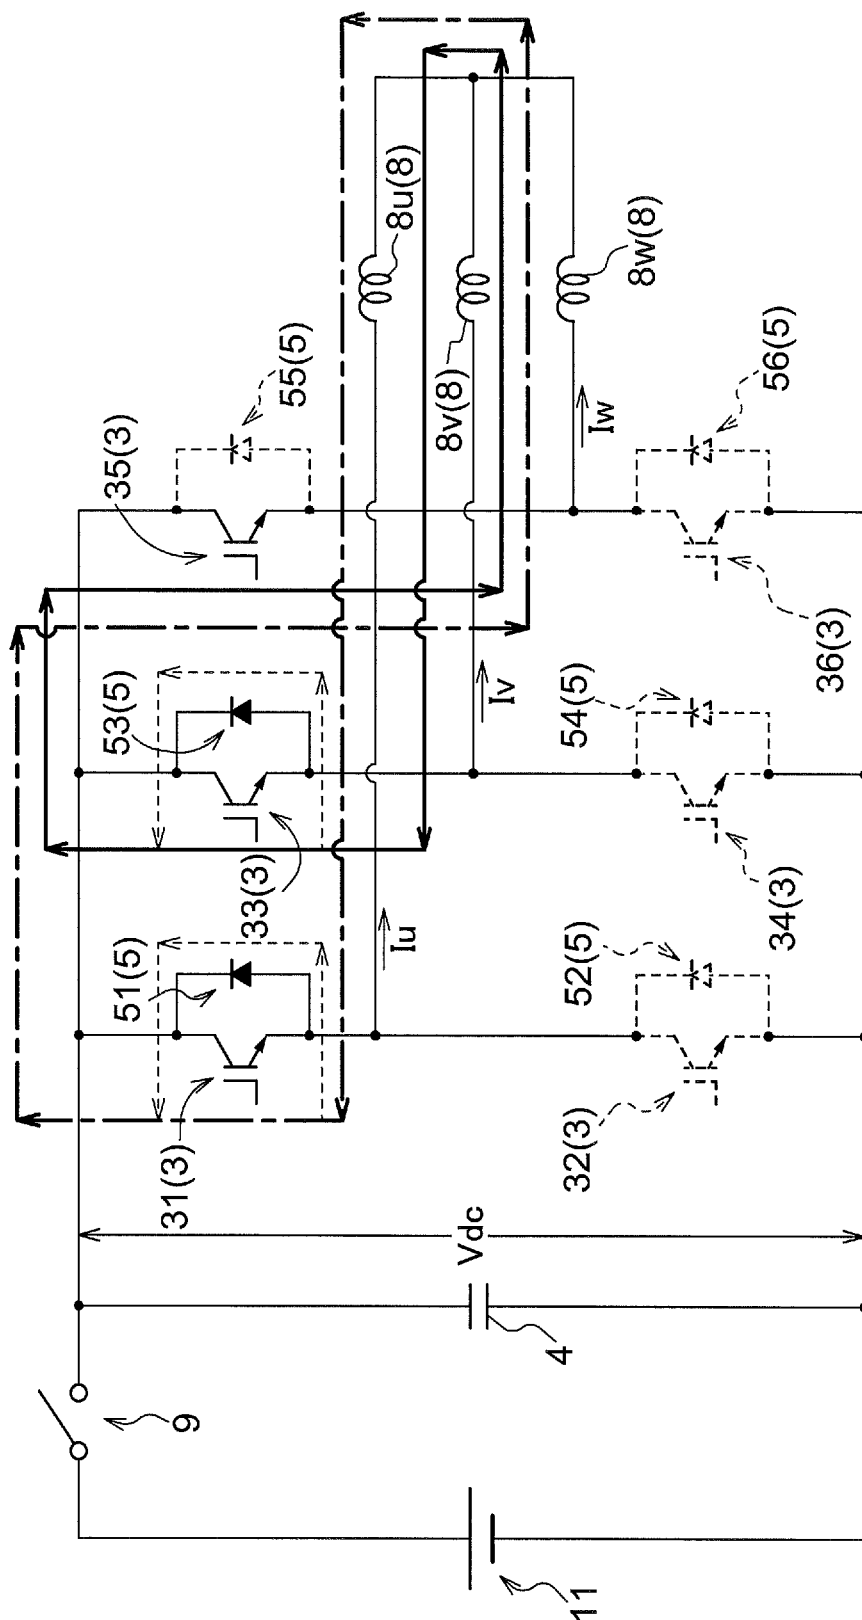 8u(8)
8v(8)
8w(8)
55(5)
35(3)
Iw
56(5)
36(3)
53(5)
33(3)
Iv
54(5)
34(3)
51(5)
31(3)
Iu
52(5)
32(3)
Vdc
4
9
11